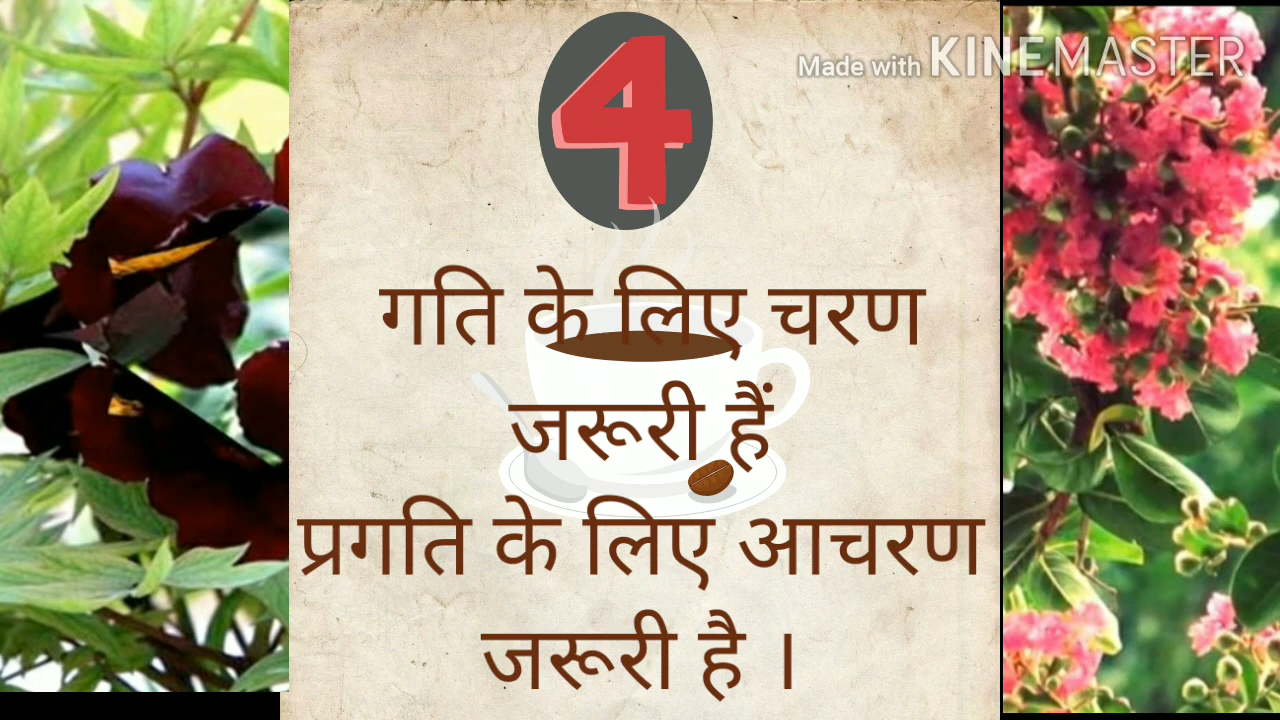 4
Made with KINEMASTER
गति के लिए चरण
जरूरी हैं
प्रगति के लिए आचरण
जरूरी है ।